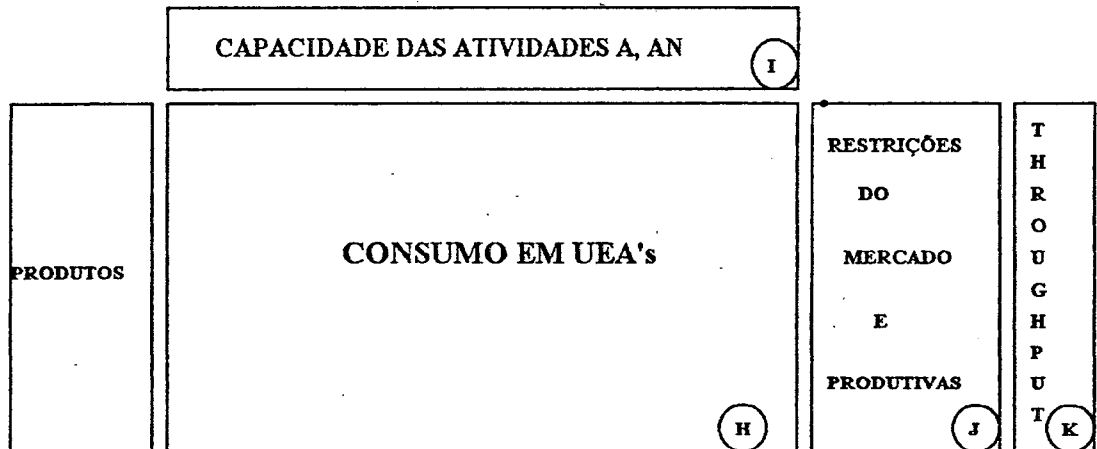 CAPACIDADE DAS ATIVIDADES A, AN
I
PRODUTOS
CONSUMO EM UEA's
H
RESTRIÇÕES
DO
MERCADO
E
PRODUTIVAS
J
T
H
R
O
U
G
H
P
U
T
K